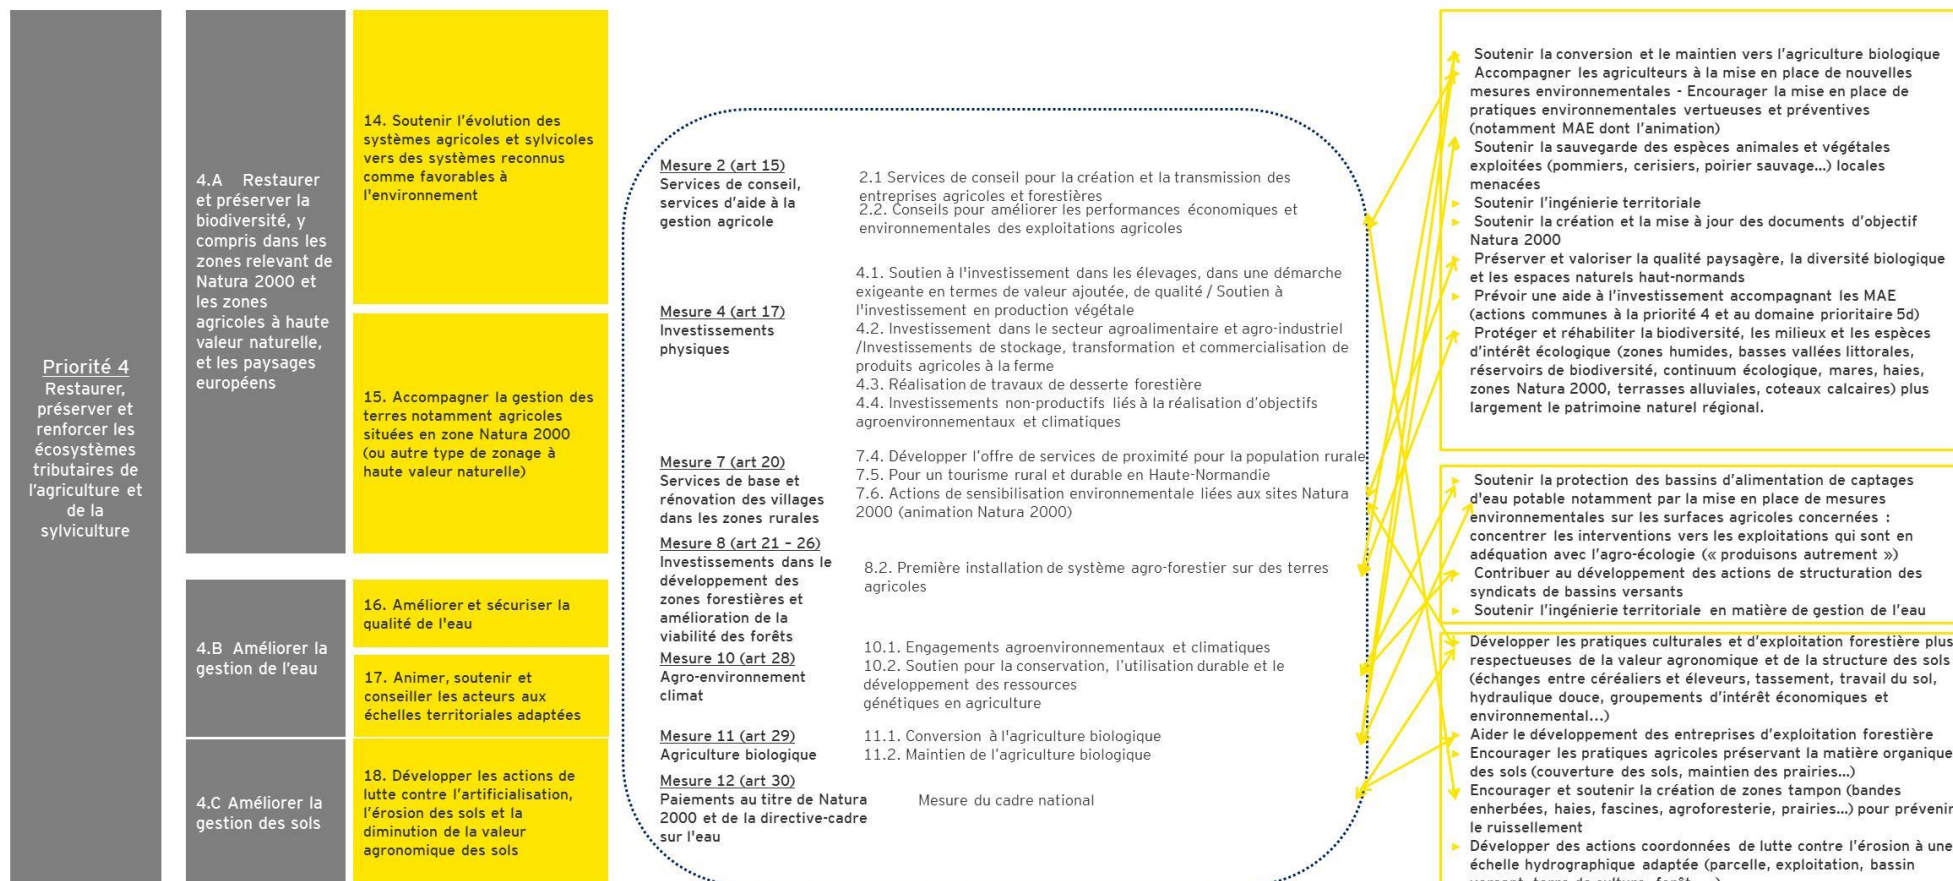 Priorité 4
Restaurer,
préserver et
renforcer les
écosystèmes
tributaires de
l'agriculture et
de la
sylviculture
4.A Restaurer
et préserver la
biodiversité, y
compris dans les
zones relevant de
Natura 2000 et
les zones
agricoles à haute
valeur naturelle,
et les paysages
européens
4.B Améliorer la
gestion de l'eau
4.C Améliorer la
gestion des sols
14. Soutenir l'évolution des
systèmes agricoles et sylvicoles
vers des systèmes reconnus
comme favorables à
l'environnement
15. Accompagner la gestion des
terres notamment agricoles
situées en zone Natura 2000
(ou autre type de zonage à
haute valeur naturelle)
16. Améliorer et sécuriser la
qualité de l'eau
17. Animer, soutenir et
conseiller les acteurs aux
échelles territoriales adaptées
18. Développer les actions de
lutte contre l'artificialisation,
l'érosion des sols et la
diminution de la valeur
agronomique des sols
Mesure 2 (art 15)
Services de conseil,
services d'aide à la
gestion agricole
2.1 Services de conseil pour la création et la transmission des
entreprises agricoles et forestières
2.2. Conseils pour améliorer les performances économiques et
environnementales des exploitations agricoles
Mesure 4 (art 17)
Investissements
physiques
4.1. Soutien à l'investissement dans les élevages, dans une démarche
exigeante en termes de valeur ajoutée, de qualité / Soutien à
l'investissement en production végétale
4.2. Investissement dans le secteur agroalimentaire et agro-industriel
/Investissements de stockage, transformation et commercialisation de
produits agricoles à la ferme
4.3. Réalisation de travaux de desserte forestière
4.4. Investissements non-productifs liés à la réalisation d'objectifs
agroenvironnementaux et climatiques
Mesure 7 (art 20)
Services de base et
rénovation des villages
dans les zones rurales
7.4. Développer l'offre de services de proximité pour la population rurale
7.5. Pour un tourisme rural et durable en Haute-Normandie
7.6. Actions de sensibilisation environnementale liées aux sites Natura
2000 (animation Natura 2000)
Mesure 8 (art 21 – 26)
Investissements dans le
développement des
zones forestières et
amélioration de la
viabilité des forêts
8.2. Première installation de système agro-forestier sur des terres
agricoles
Mesure 10 (art 28)
Agro-environnement
climat
10.1. Engagements agroenvironnementaux et climatiques
10.2. Soutien pour la conservation, l'utilisation durable et le
développement des ressources
génétiques en agriculture
Mesure 11 (art 29)
Agriculture biologique
11.1. Conversion à l'agriculture biologique
11.2. Maintien de l'agriculture biologique
Mesure 12 (art 30)
Paiements au titre de Natura
2000 et de la directive-cadre
sur l'eau
Mesure du cadre national
Soutenir la conversion et le maintien vers l'agriculture biologique
Accompagner les agriculteurs à la mise en place de nouvelles
mesures environnementales - Encourager la mise en place de
pratiques environnementales vertueuses et préventives
(notamment MAE dont l'animation)
Soutenir la sauvegarde des espèces animales et végétales
exploitées (pommiers, cerisiers, poirier sauvage…) locales
menacées
Soutenir l'ingénierie territoriale
Soutenir la création et la mise à jour des documents d'objectif
Natura 2000
Préserver et valoriser la qualité paysagère, la diversité biologique
et les espaces naturels haut-normands
Prévoir une aide à l'investissement accompagnant les MAE
(actions communes à la priorité 4 et au domaine prioritaire 5d)
Protéger et réhabiliter la biodiversité, les milieux et les espèces
d'intérêt écologique (zones humides, basses vallées littorales,
réservoirs de biodiversité, continuum écologique, mares, haies,
zones Natura 2000, terrasses alluviales, coteaux calcaires) plus
largement le patrimoine naturel régional.
Soutenir la protection des bassins d'alimentation de captages
d'eau potable notamment par la mise en place de mesures
environnementales sur les surfaces agricoles concernées :
concentrer les interventions vers les exploitations qui sont en
adéquation avec l'agro-écologie (« produisons autrement »)
Contribuer au développement des actions de structuration des
syndicats de bassins versants
Soutenir l'ingénierie territoriale en matière de gestion de l'eau
Développer les pratiques culturales et d'exploitation forestière plus
respectueuses de la valeur agronomique et de la structure des sols
(échanges entre céréaliers et éleveurs, tassement, travail du sol,
hydraulique douce, groupements d'intérêt économiques et
environnemental...)
Aider le développement des entreprises d'exploitation forestière
Encourager les pratiques agricoles préservant la matière organique
des sols (couverture des sols, maintien des prairies…)
Encourager et soutenir la création de zones tampon (bandes
enherbées, haies, fascines, agroforesterie, prairies…) pour prévenir
le ruissellement
Développer des actions coordonnées de lutte contre l'érosion à une
échelle hydrographique adaptée (parcelle, exploitation, bassin